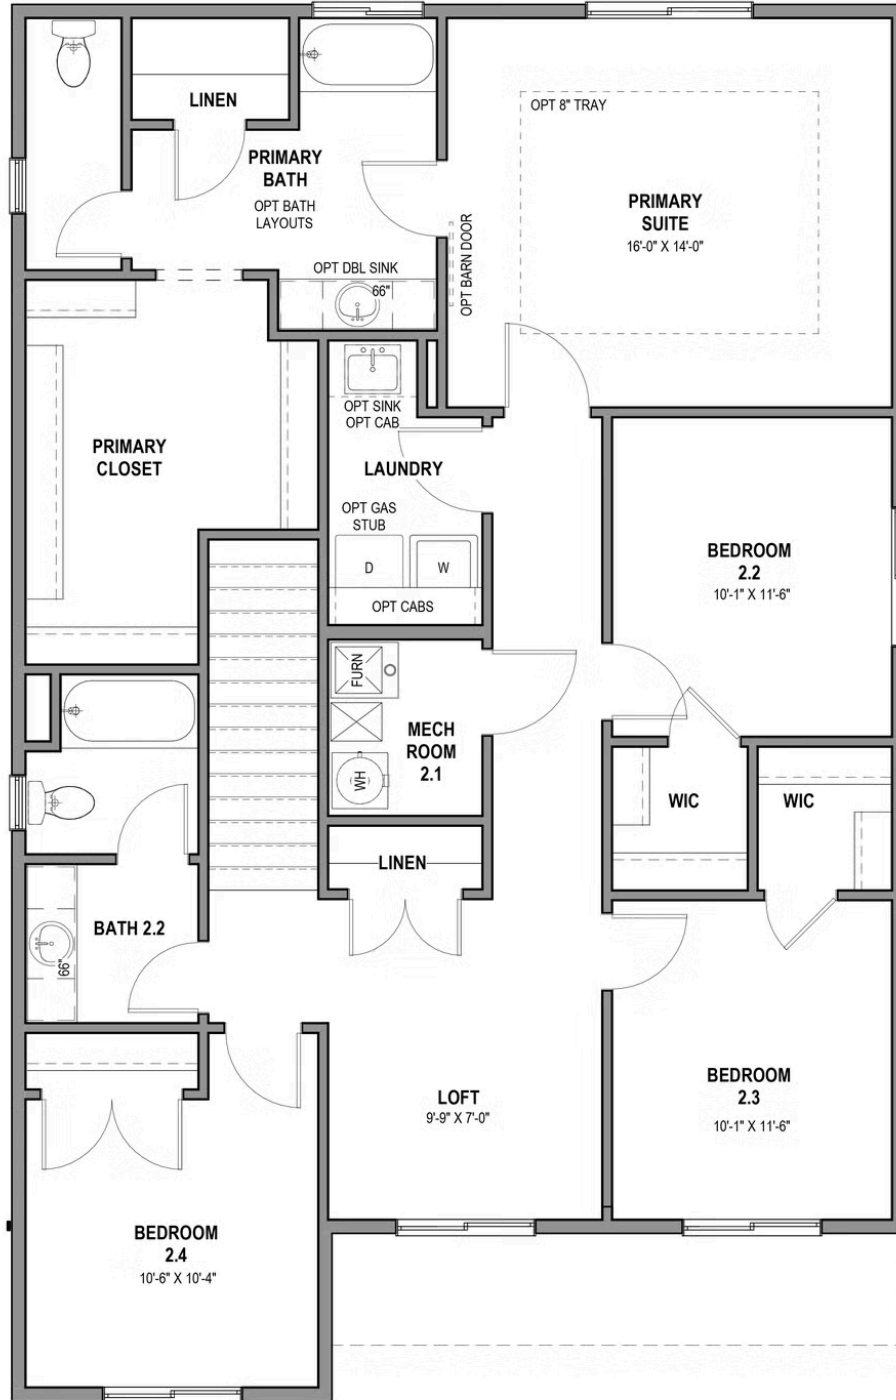 LINEN
OPT 8" TRAY
PRIMARY
BATH
OPT BATH
LAYOUTS
PRIMARY
SUITE
16'-0" X 14'-0"
OPT BARN DOOR
OPT DBL SINK
66"
OPT SINK
OPT CAB
PRIMARY
CLOSET
LAUNDRY
OPT GAS
STUB
D
W
OPT CABS
BEDROOM
2.2
10'-1" X 11'-6"
FURN
MECH
ROOM
2.1
WH
WIC
WIC
LINEN
BATH 2.2
66"
LOFT
9'-9" X 7'-0"
BEDROOM
2.3
10'-1" X 11'-6"
BEDROOM
2.4
10'-6" X 10'-4"